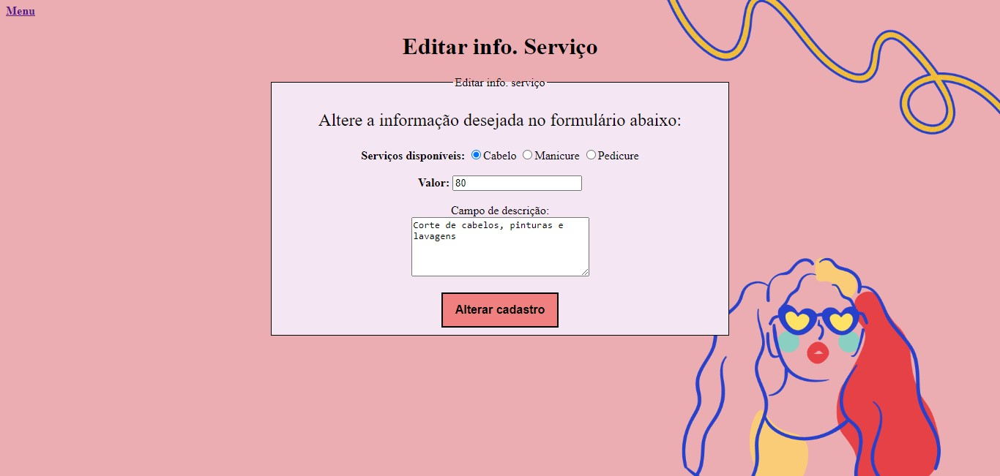 Menu
Editar info. Serviço
Editar info. serviço
Altere a informação desejada no formulário abaixo:
Serviços disponíveis: Cabelo Manicure Pedicure
Valor: 80
Campo de descrição:
Corte de cabelos, pinturas e
lavagens
Alterar cadastro